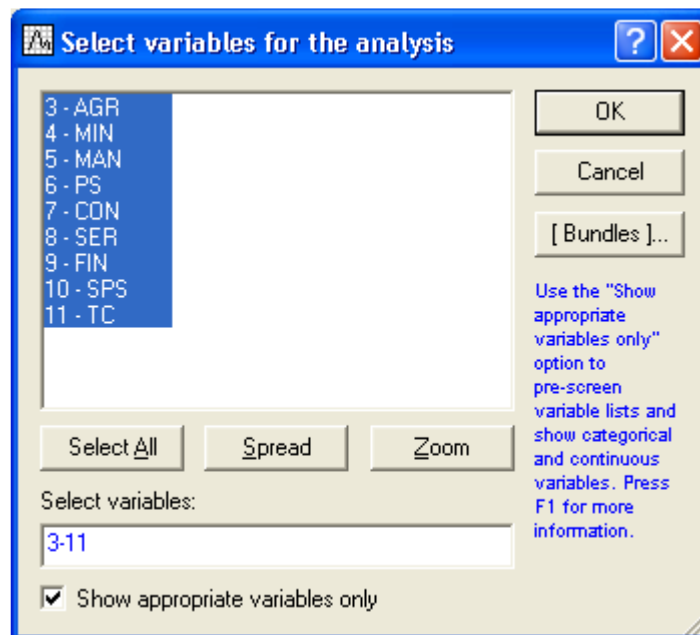 Select variables for the analysis
?
3 - AGR
4 - MIN
5 - MAN
6 - PS
7 - CON
8 - SER
9 - FIN
10 - SPS
11 - TC
OK
Cancel
[ Bundles ]...
Use the "Show
appropriate
variables only"
option to
pre-screen
variable lists and
show categorical
and continuous
variables. Press
F1 for more
information.
Select All
Spread
Zoom
Select variables:
3-11
Show appropriate variables only